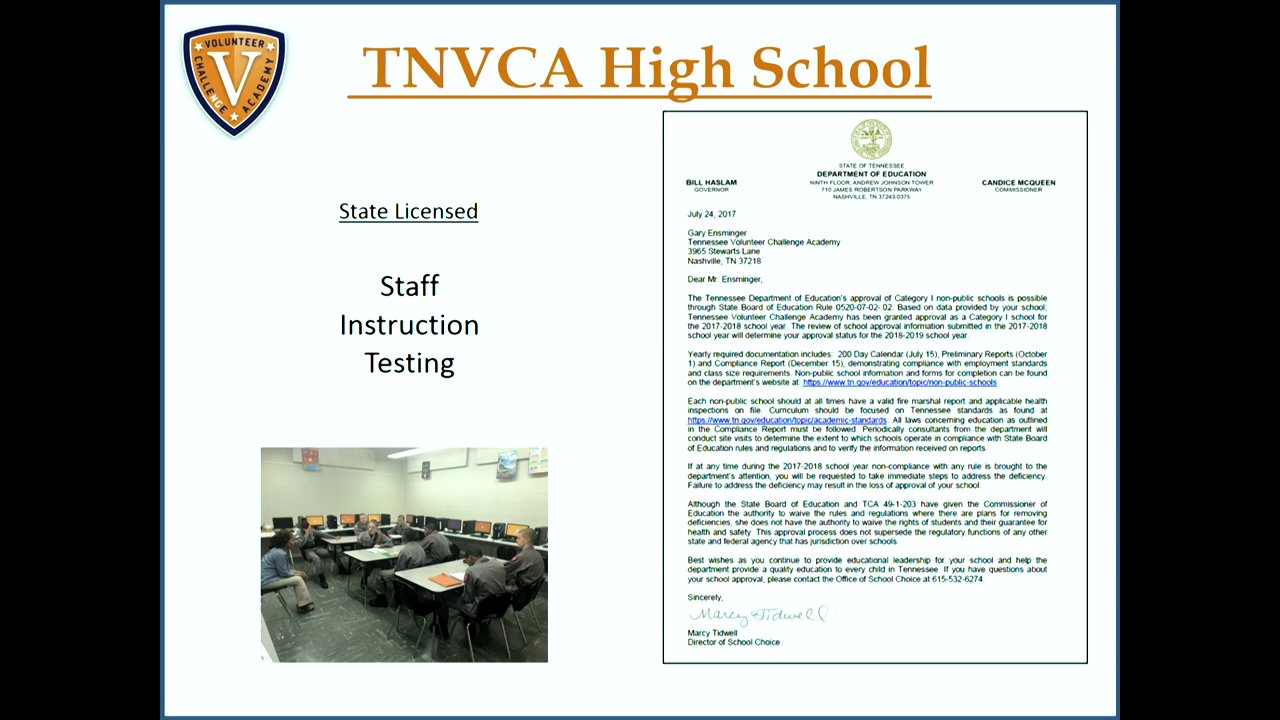 VOLUNTEER
CHALLENGE
ACADEMY
V
TNVCA High School
State Licensed
Staff
Instruction
Testing
STATE OF TENNESSEE
DEPARTMENT OF EDUCATION
BILL HASLAM
GOVERNOR
NINTH FLOOR, ANDREW JOHNSON TOWER
710 JAMES ROBERTSON PARKWAY
NASHVILLE, TN 37243-0375
CANDICE MCQUEEN
COMMISSIONER
July 24, 2017
Gary Ensminger
Tennessee Volunteer Challenge Academy
3965 Stewarts Lane
Nashville, TN 37218
Dear Mr. Ensminger,
The Tennessee Department of Education's approval of Category I non-public schools is possible
through State Board of Education Rule 0520-07-02-.02. Based on data provided by your school,
Tennessee Volunteer Challenge Academy has been granted approval as a Category I school for
the 2017-2018 school year. The review of school approval information submitted in the 2017-2018
school year will determine your approval status for the 2018-2019 school year.
Yearly required documentation includes: 200 Day Calendar (July 15), Preliminary Reports (October
1) and Compliance Report (December 15), demonstrating compliance with employment standards
and class size requirements. Non-public school information and forms for completion can be found
on the department's website at: https://www.tn.gov/education/topic/non-public-schools
Each non-public school should at all times have a valid fire marshal report and applicable health
inspections on file. Curriculum should be focused on Tennessee standards as found at
https://www.tn.gov/education/topic/academic-standards. All laws concerning education as outlined
in the Compliance Report must be followed. Periodically consultants from the department will
conduct site visits to determine the extent to which schools operate in compliance with State Board
of Education rules and regulations and to verify the information received on reports.
If at any time during the 2017-2018 school year non-compliance with any rule is brought to the
department's attention, you will be requested to take immediate steps to address the deficiency.
Failure to address the deficiency may result in the loss of approval of your school.
Although the State Board of Education and TCA 49-1-203 have given the Commissioner of
Education the authority to waive the rules and regulations where there are plans for removing
deficiencies, she does not have the authority to waive the rights of students and their guarantee for
health and safety. This approval process does not supersede the regulatory functions of any other
state and federal agency that has jurisdiction over schools.
Best wishes as you continue to provide educational leadership for your school and help the
department provide a quality education to every child in Tennessee. If you have questions about
your school approval, please contact the Office of School Choice at 615-532-6274.
Sincerely,
Marcy Tidwell
Marcy Tidwell
Director of School Choice